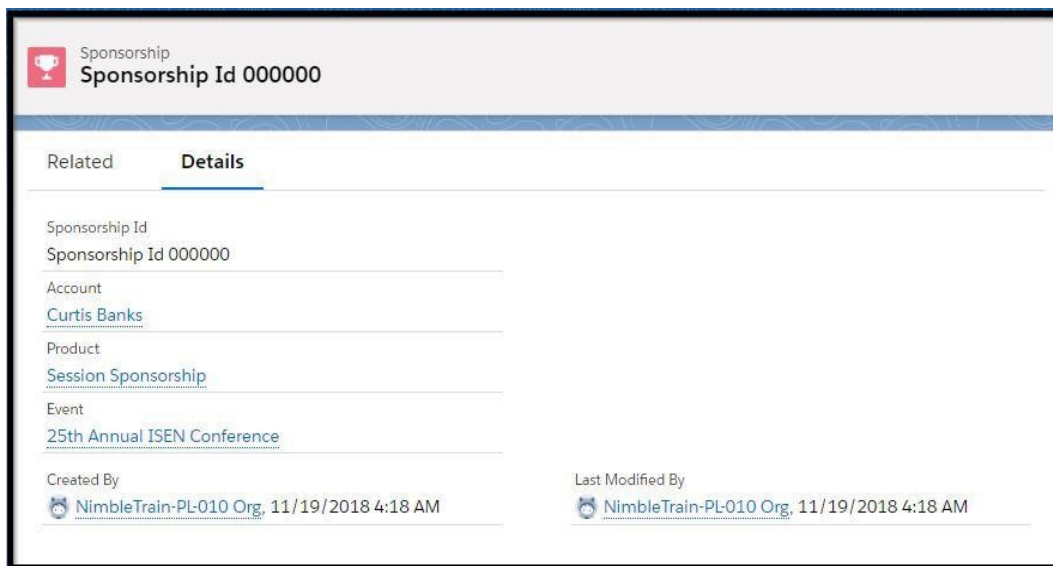 Sponsorship
Sponsorship Id 000000
Related Details
Sponsorship Id
Sponsorship Id 000000
Account
Curtis Banks
Product
Session Sponsorship
Event
25th Annual ISEN Conference
Created By
NimbleTrain-PL-010 Org, 11/19/2018 4:18 AM
Last Modified By
NimbleTrain-PL-010 Org, 11/19/2018 4:18 AM